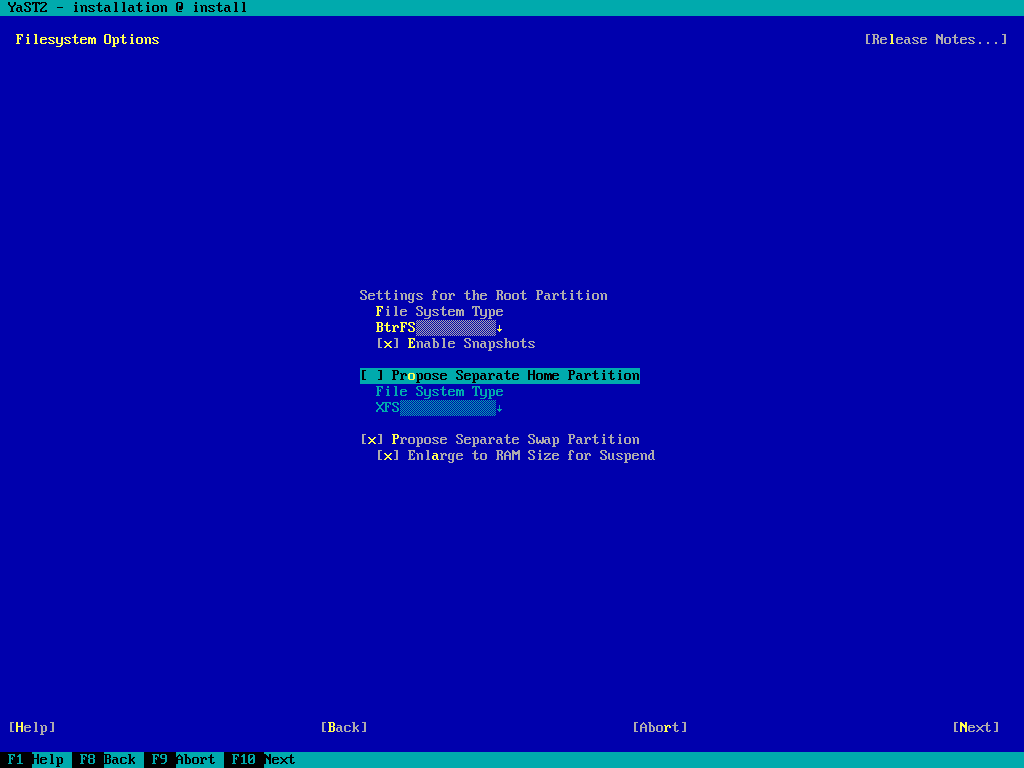 YaST2 - installation @ install
Filesystem Options [Release Notes...]
Settings for the Root Partition
File System Type
BtrFS↓
[x] Enable Snapshots
[ ] Propose Separate Home Partition
File System Type
XFS↓
[x] Propose Separate Swap Partition
[x] Enlarge to RAM Size for Suspend
[Help] [Back] [Abort] [Next]
F1 Help F8 Back F9 Abort F10 Next